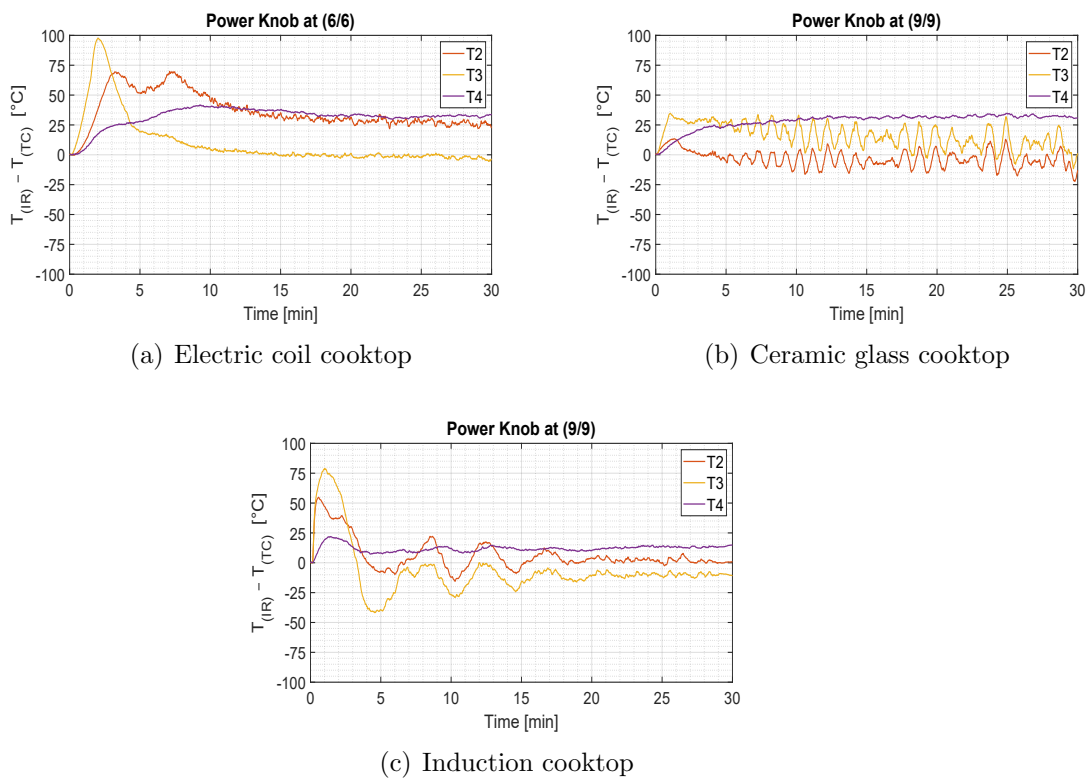 Power Knob at (6/6)
100
75
50
25
0
-25
-50
-75
-100
T(IR) − T(TC) [°C]
T2
T3
T4
0 5 10 15 20 25 30
Time [min]
(a) Electric coil cooktop
Power Knob at (9/9)
100
75
50
25
0
-25
-50
-75
-100
T(IR) − T(TC) [°C]
T2
T3
T4
0 5 10 15 20 25 30
Time [min]
(b) Ceramic glass cooktop
Power Knob at (9/9)
100
75
50
25
0
-25
-50
-75
-100
T(IR) − T(TC) [°C]
T2
T3
T4
0 5 10 15 20 25 30
Time [min]
(c) Induction cooktop